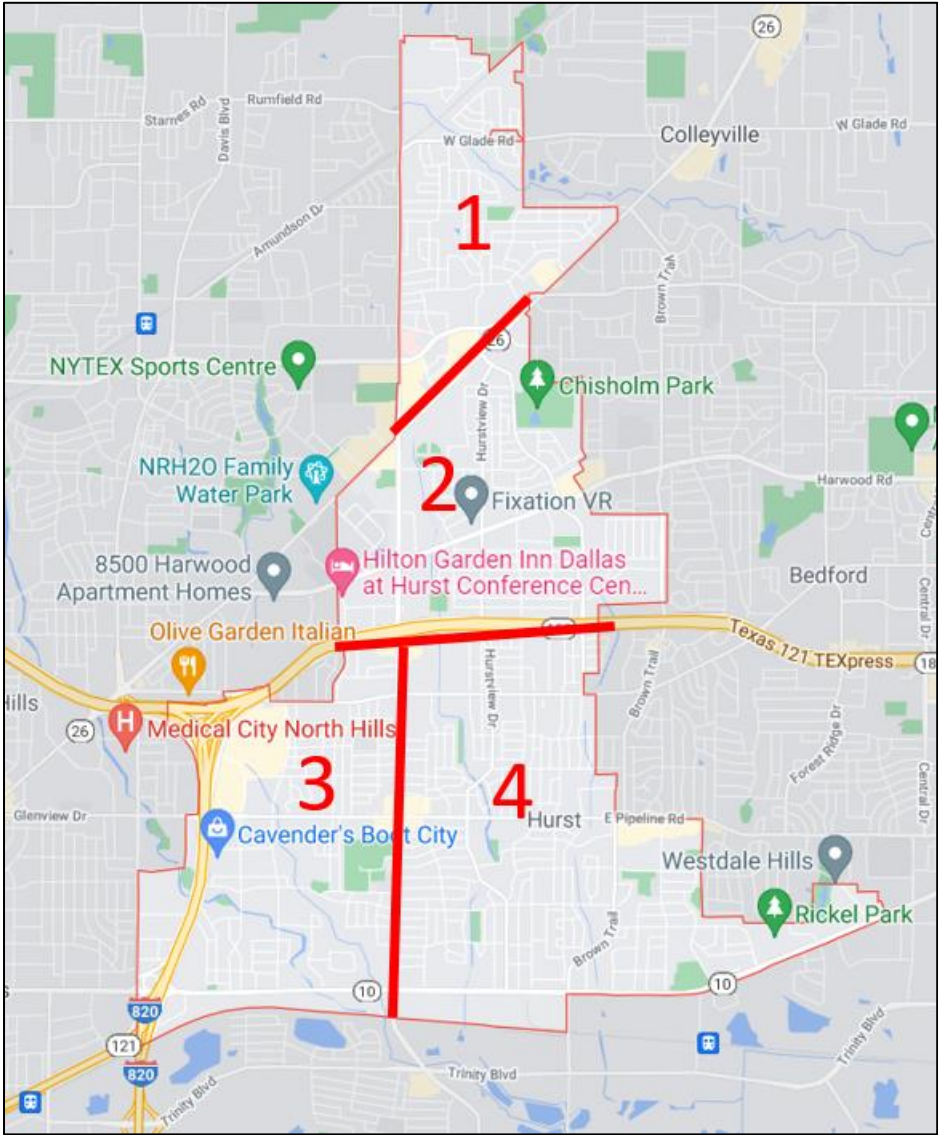 26
Rumfield Rd
Starnes Rd
Davis Blvd
W Glade Rd
Colleyville
W Glade Rd
1
Amundson Dr
Brown Trail
NYTEX Sports Centre
26
Chisholm Park
Hurstview Dr
NRH2O Family
Water Park
2
Fixation VR
Harwood Rd
8500 Harwood
Apartment Homes
Hilton Garden Inn Dallas
at Hurst Conference Cen...
Bedford
Central Dr
Olive Garden Italian
Texas 121 TEXpress
18
Hurstview Dr
Brown Trail
ills
26
Medical City North Hills
Forest Ridge Dr
Central Dr
3
4
Hurst
Glenview Dr
Cavender's Boot City
E Pipeline Rd
Westdale Hills
Rickel Park
Brown Trail
10
10
820
121
820
Trinity Blvd
Trinity Blvd
Trinity Blvd